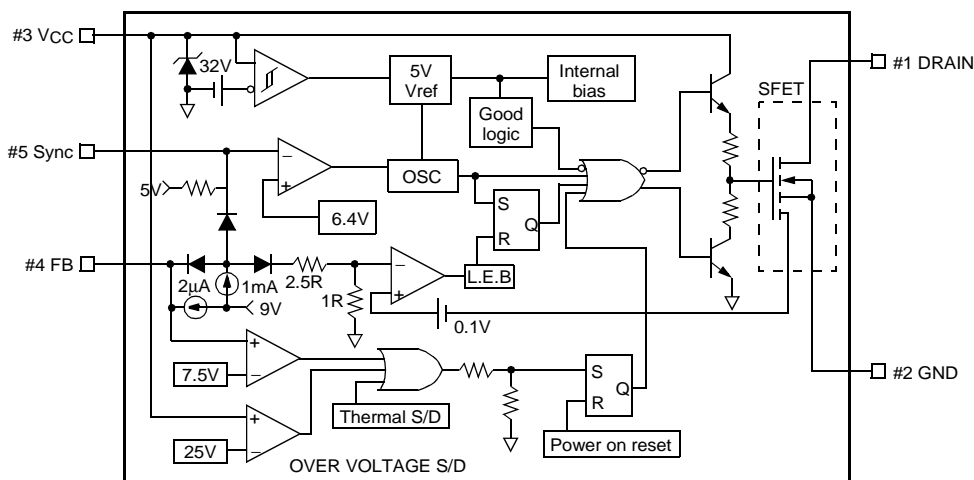 #3 VCC
32V
5V
Vref
Internal
bias
Good
logic
#1 DRAIN
SFET
#5 Sync
5V
−
+
6.4V
OSC
S
R
Q
#4 FB
2μA
1mA
9V
2.5R
1R
−
+
L.E.B
0.1V
#2 GND
+
−
7.5V
Thermal S/D
S
R
Q
+
−
25V
Power on reset
OVER VOLTAGE S/D